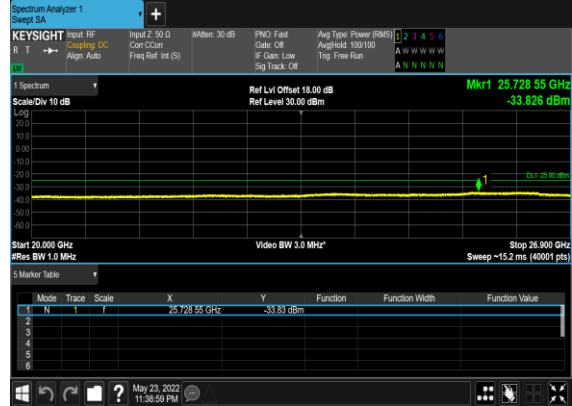 Spectrum Analyzer 1
Swept SA
+
KEYSIGHT Input: RF Input Z: 50 Ω #Atten: 30 dB PNO: Fast Avg Type: Power (RMS) 1 2 3 4 5 6
R T Coupling: DC Corr CCorr Gate: Off Avg|Hold: 100/100 A W W W W W
Align: Auto Freq Ref: Int (S) IF Gain: Low Trig: Free Run
Sig Track: Off A N N N N N
1 Spectrum Ref Lvl Offset 18.00 dB Mkr1 25.728 55 GHz
Scale/Div 10 dB Ref Level 30.00 dBm -33.826 dBm
Log
20.0
10.0
0.00
-10.0
-20.0
1 DL1 -25.00 dBm
-30.0
-40.0
-50.0
-60.0
Start 20.000 GHz Video BW 3.0 MHz* Stop 26.900 GHz
#Res BW 1.0 MHz Sweep ~15.2 ms (40001 pts)
5 Marker Table
Mode Trace Scale X Y Function Function Width Function Value
1 N 1 f 25.728 55 GHz -33.83 dBm
2
3
4
5
6
? May 23, 2022
11:38:59 PM